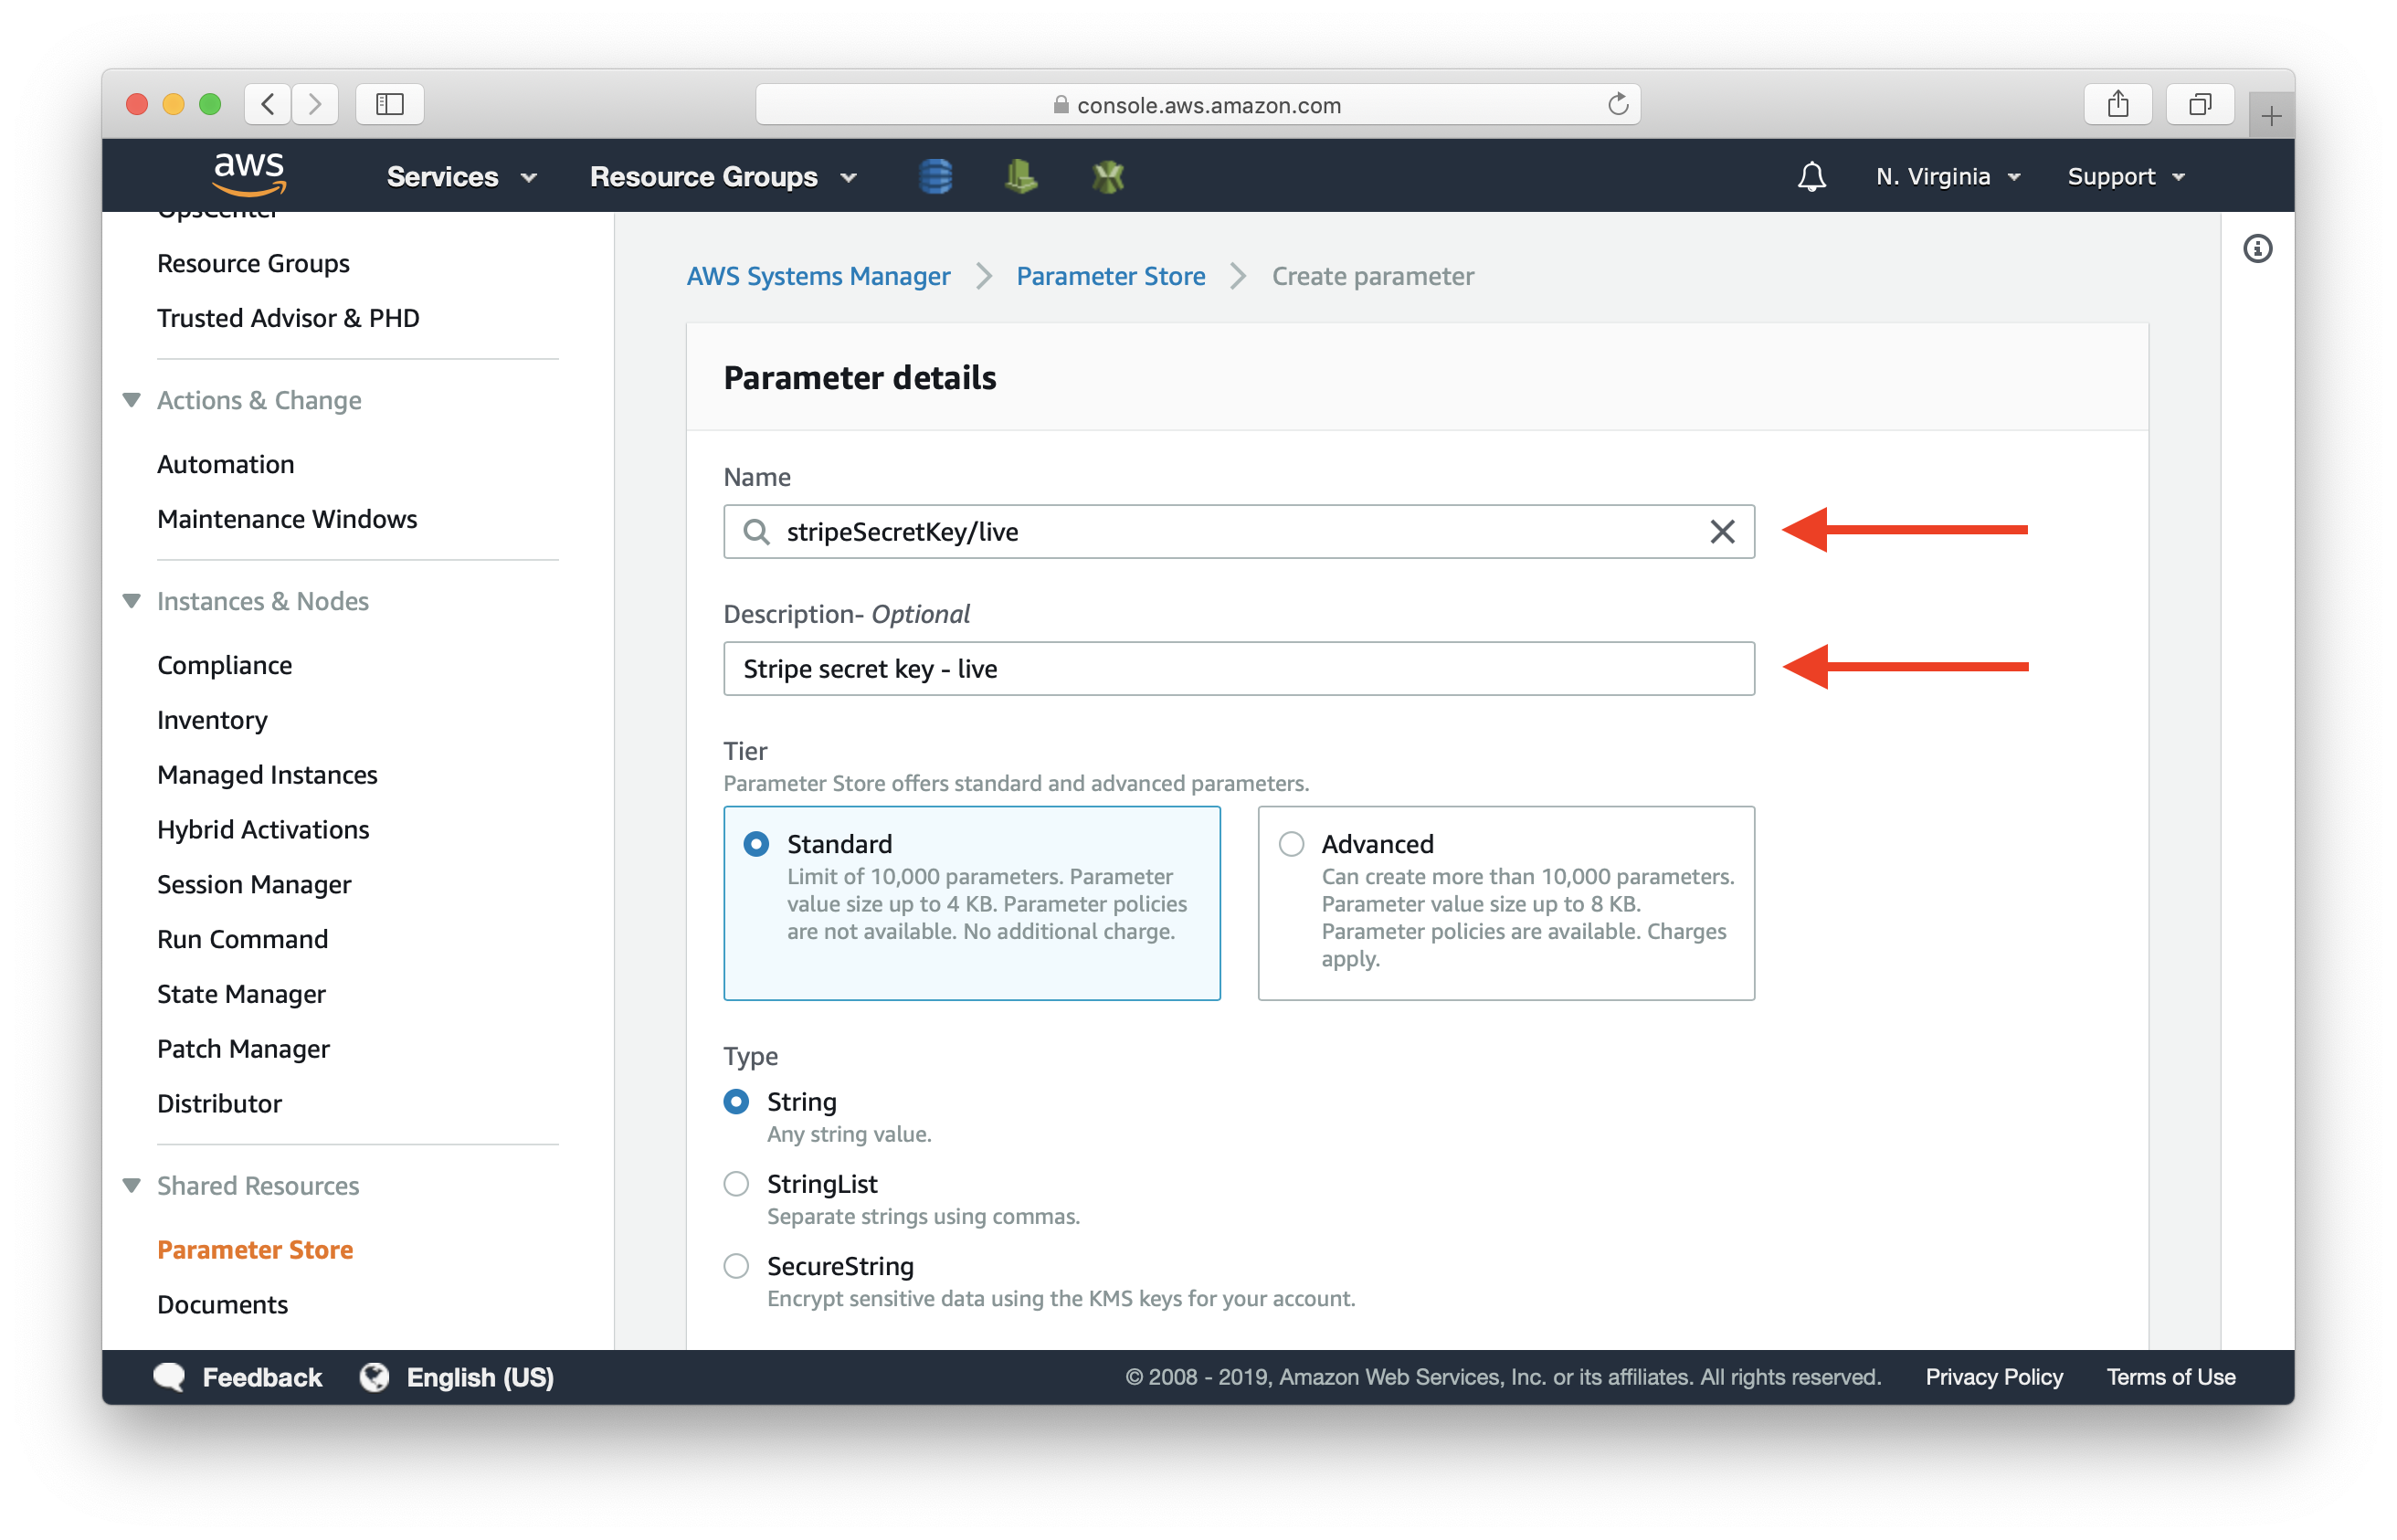 console.aws.amazon.com
aws
Services
Resource Groups
N. Virginia
Support
OpsCenter
Resource Groups
Trusted Advisor & PHD
Actions & Change
Automation
Maintenance Windows
Instances & Nodes
Compliance
Inventory
Managed Instances
Hybrid Activations
Session Manager
Run Command
State Manager
Patch Manager
Distributor
Shared Resources
Parameter Store
Documents
AWS Systems Manager
Parameter Store
Create parameter
Parameter details
Name
stripeSecretKey/live
Description- Optional
Stripe secret key - live
Tier
Parameter Store offers standard and advanced parameters.
Standard
Limit of 10,000 parameters. Parameter
value size up to 4 KB. Parameter policies
are not available. No additional charge.
Advanced
Can create more than 10,000 parameters.
Parameter value size up to 8 KB.
Parameter policies are available. Charges
apply.
Type
String
Any string value.
StringList
Separate strings using commas.
SecureString
Encrypt sensitive data using the KMS keys for your account.
Feedback
English (US)
© 2008 - 2019, Amazon Web Services, Inc. or its affiliates. All rights reserved.
Privacy Policy
Terms of Use